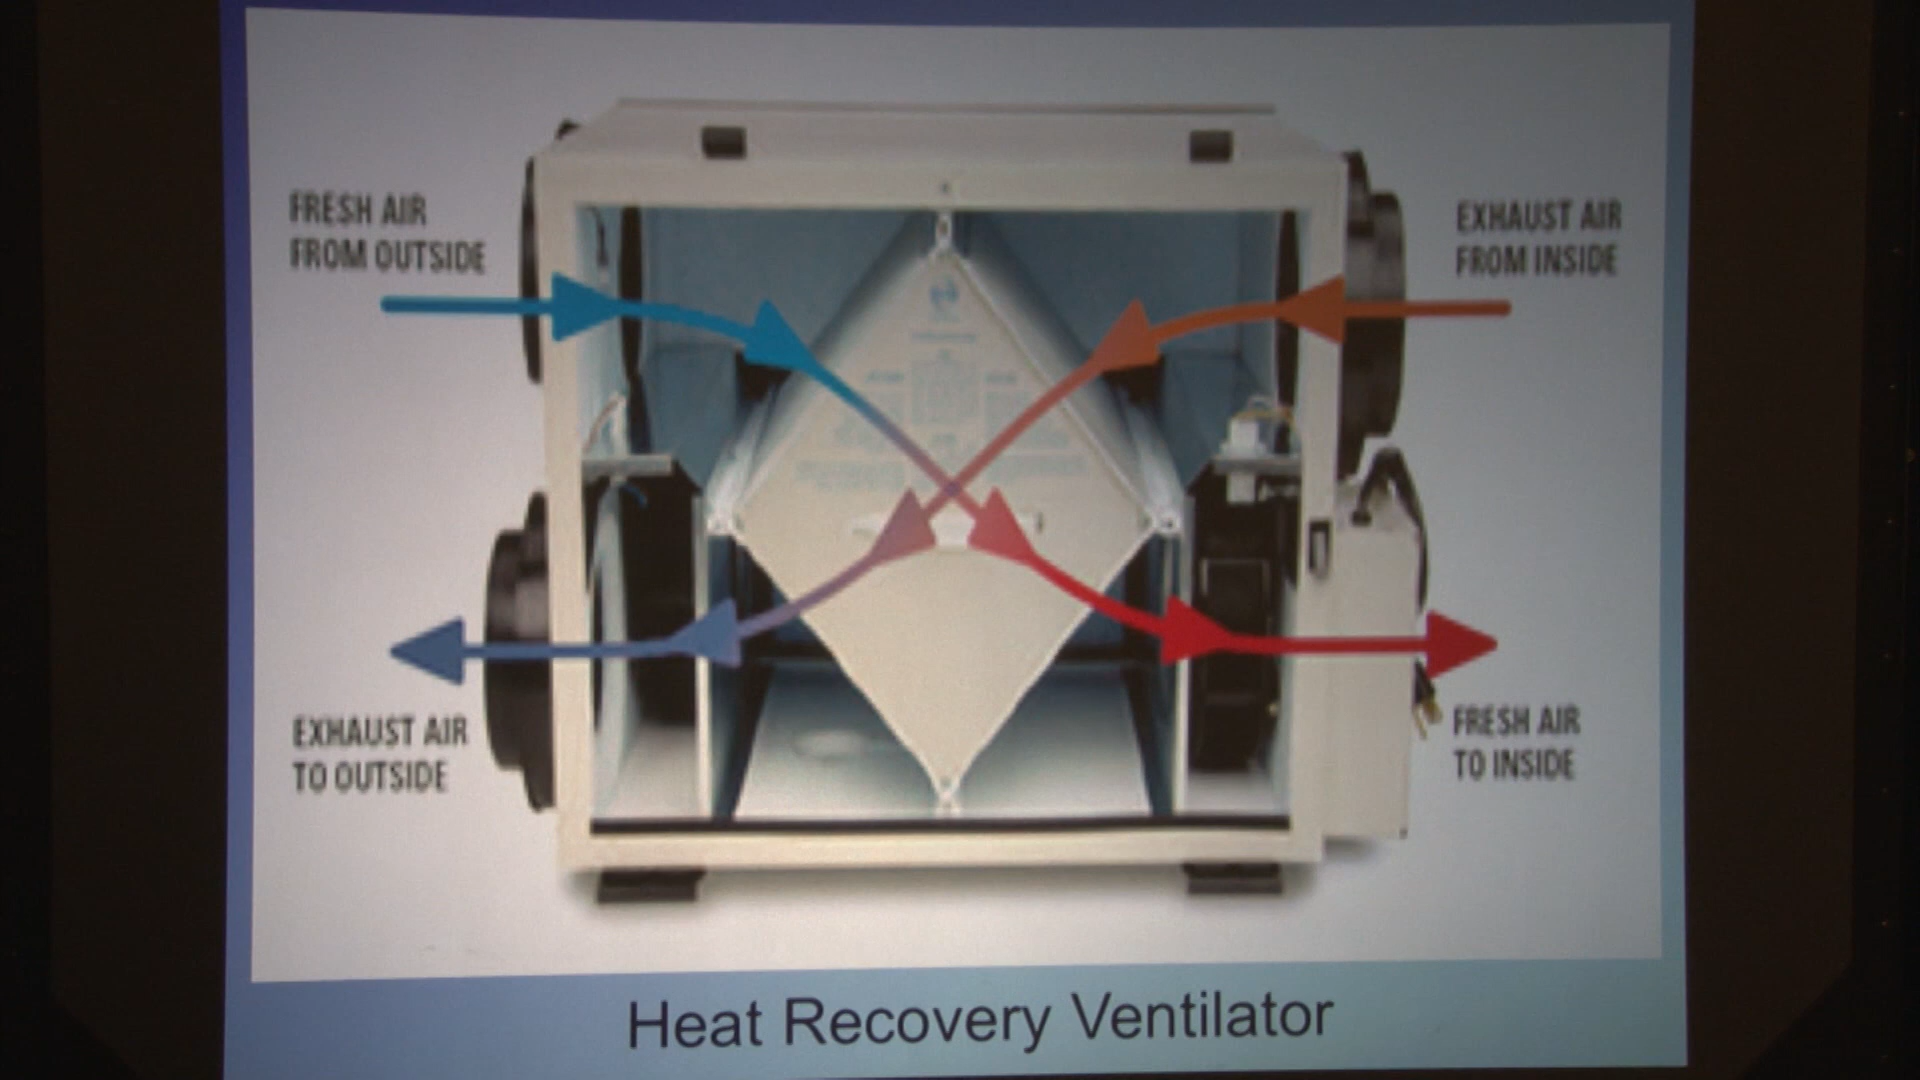 FRESH AIR
FROM OUTSIDE
EXHAUST AIR
FROM INSIDE
EXHAUST AIR
TO OUTSIDE
FRESH AIR
TO INSIDE
Heat Recovery Ventilator